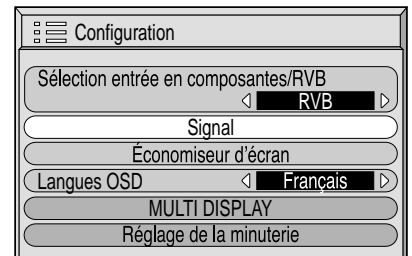 Configuration
Sélection entrée en composantes/RVB
RVB
Signal
Économiseur d'écran
Langues OSD Français
MULTI DISPLAY
Réglage de la minuterie